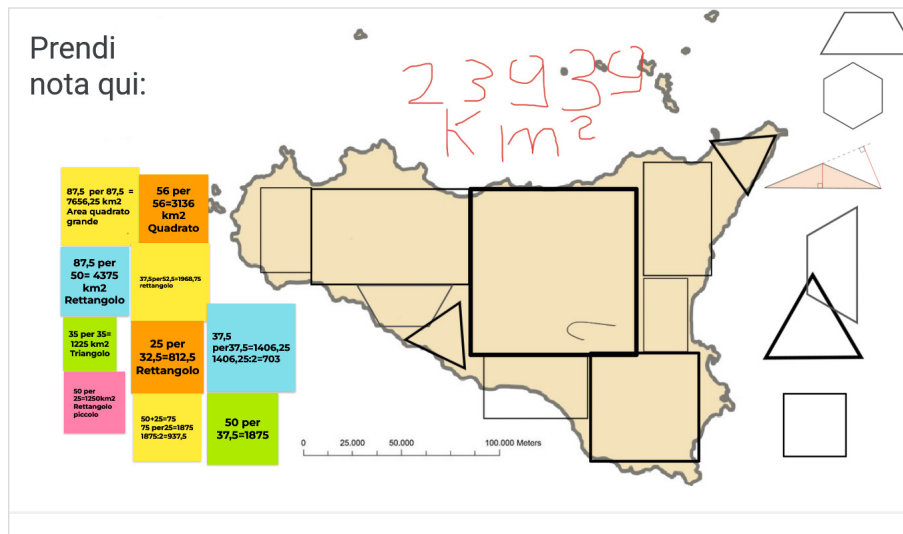 Prendi
nota qui:
23939
Km²
87,5 per 87,5 =
7656,25 km2
Area quadrato
grande
56 per
56=3136
km2
Quadrato
87,5 per
50= 4375
km2
Rettangolo
37,5per52,5=1968,75
rettangolo
35 per 35=
1225 km2
Triangolo
25 per
32,5=812,5
Rettangolo
37,5
per37,5=1406,25
1406,25:2=703
50 per
25=1250km2
Rettangolo
piccolo
50+25=75
75 per25=1875
1875:2=937,5
50 per
37,5=1875
0 25.000 50.000 100.000 Meters